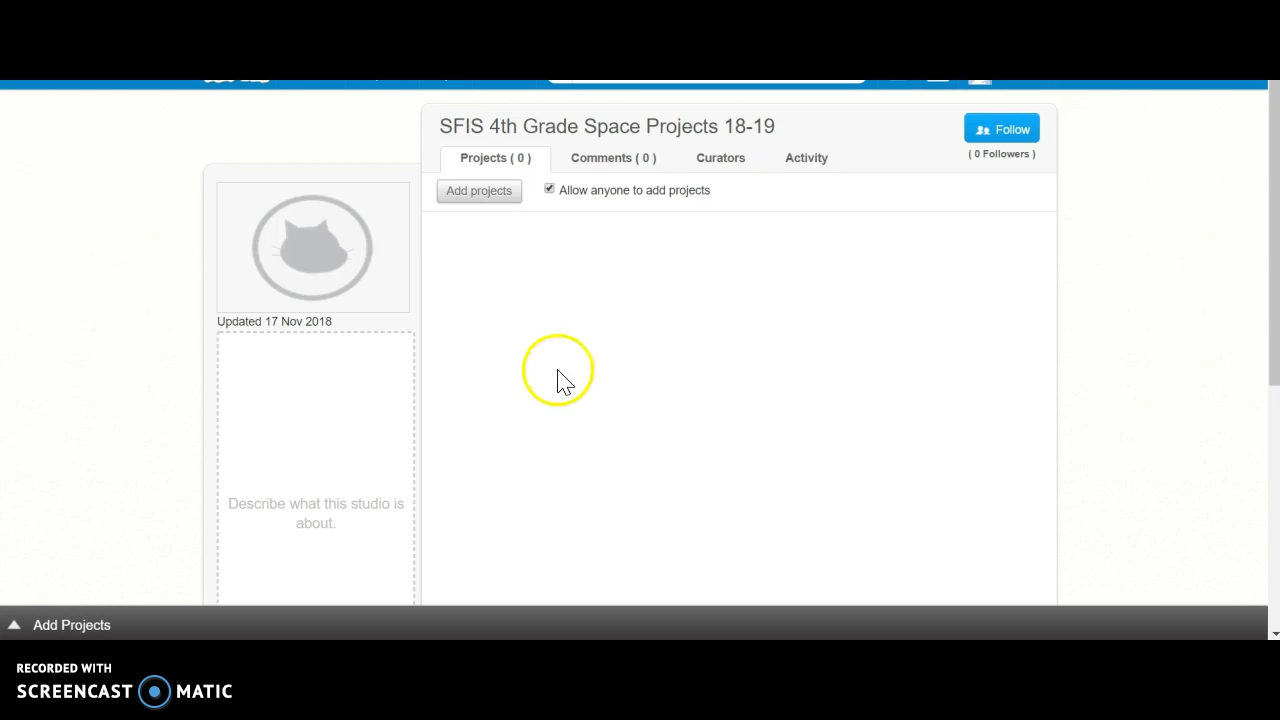 SFIS 4th Grade Space Projects 18-19
Follow
( 0 Followers )
Projects ( 0 )
Comments ( 0 )
Curators
Activity
Add projects
Allow anyone to add projects
Updated 17 Nov 2018
Describe what this studio is
about.
Add Projects
RECORDED WITH
SCREENCAST MATIC